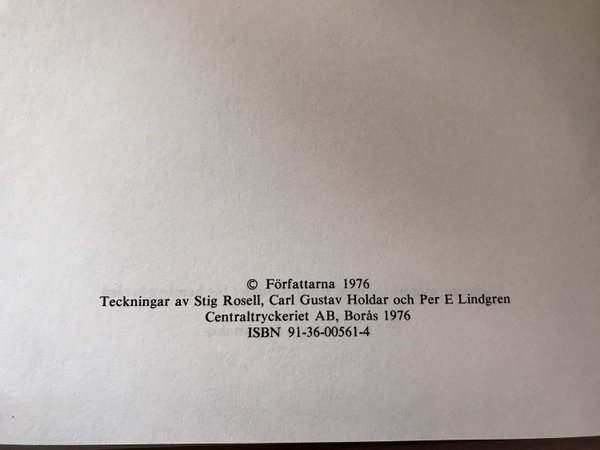 © Författarna 1976
Teckningar av Stig Rosell, Carl Gustav Holdar och Per E Lindgren
Centraltryckeriet AB, Borås 1976
ISBN 91-36-00561-4